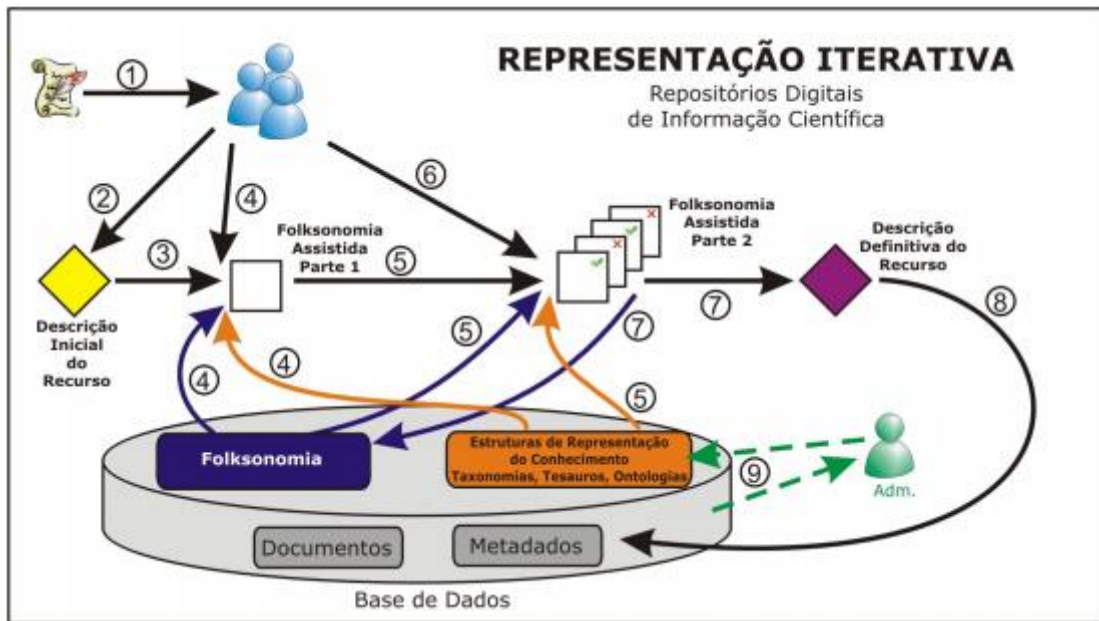 REPRESENTAÇÃO ITERATIVA
Repositórios Digitais
de Informação Científica
1
2
4
6
3
Folksonomia
Assistida
Parte 1
5
Folksonomia
Assistida
Parte 2
7
Descrição
Definitiva do
Recurso
8
Descrição
Inicial
do
Recurso
4
4
5
7
5
Folksonomia
Estruturas de Representação
do Conhecimento
Taxonomias, Tesauros, Ontologias
9
Adm.
Documentos
Metadados
Base de Dados